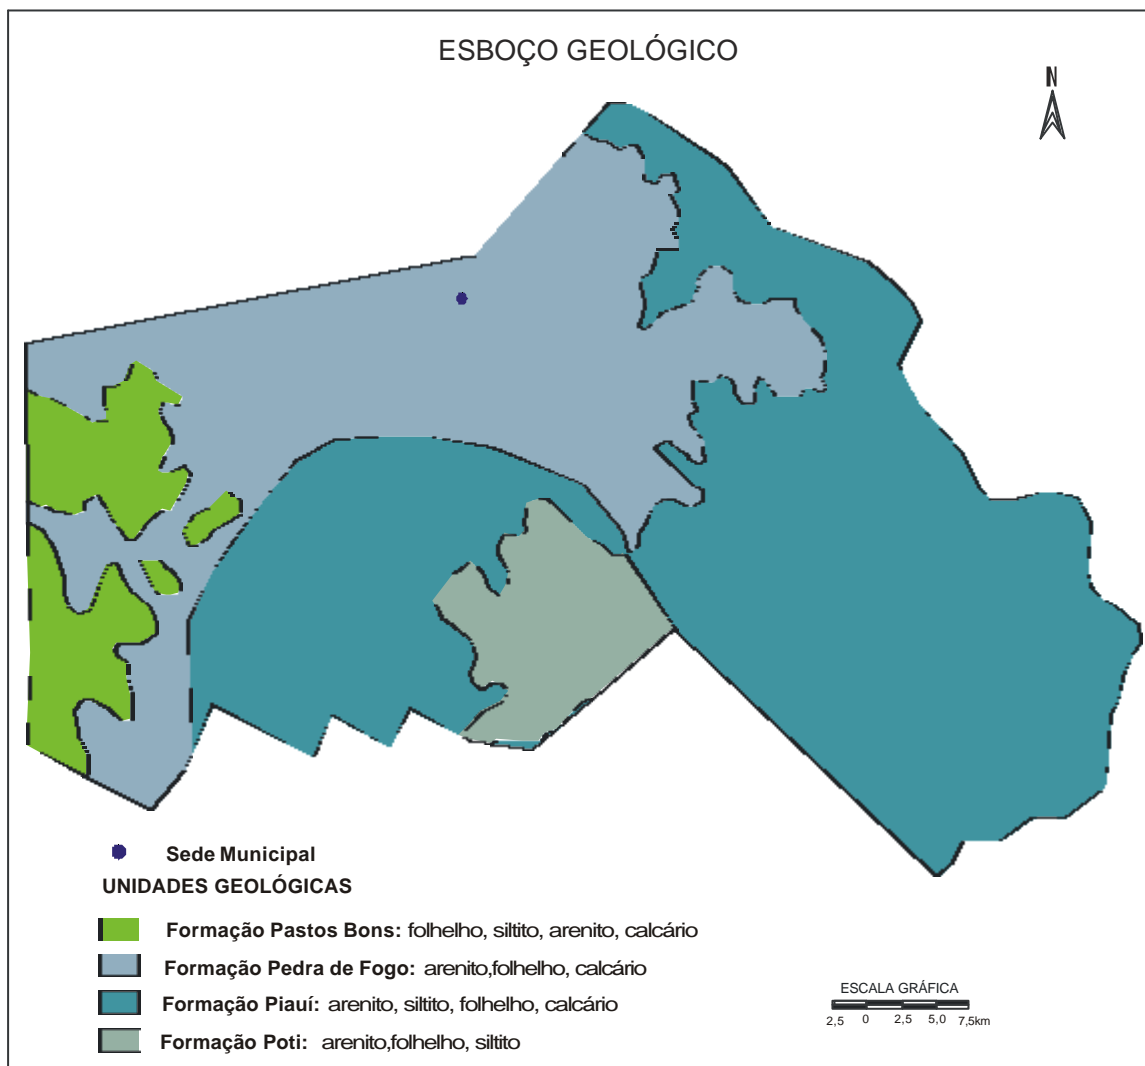 ESBOÇO GEOLÓGICO
N
Sede Municipal
UNIDADES GEOLÓGICAS
Formação Pastos Bons: folhelho, siltito, arenito, calcário
Formação Pedra de Fogo: arenito,folhelho, calcário
Formação Piauí: arenito, siltito, folhelho, calcário
Formação Poti: arenito,folhelho, siltito
ESCALA GRÁFICA
2,5 0 2,5 5,0 7,5km